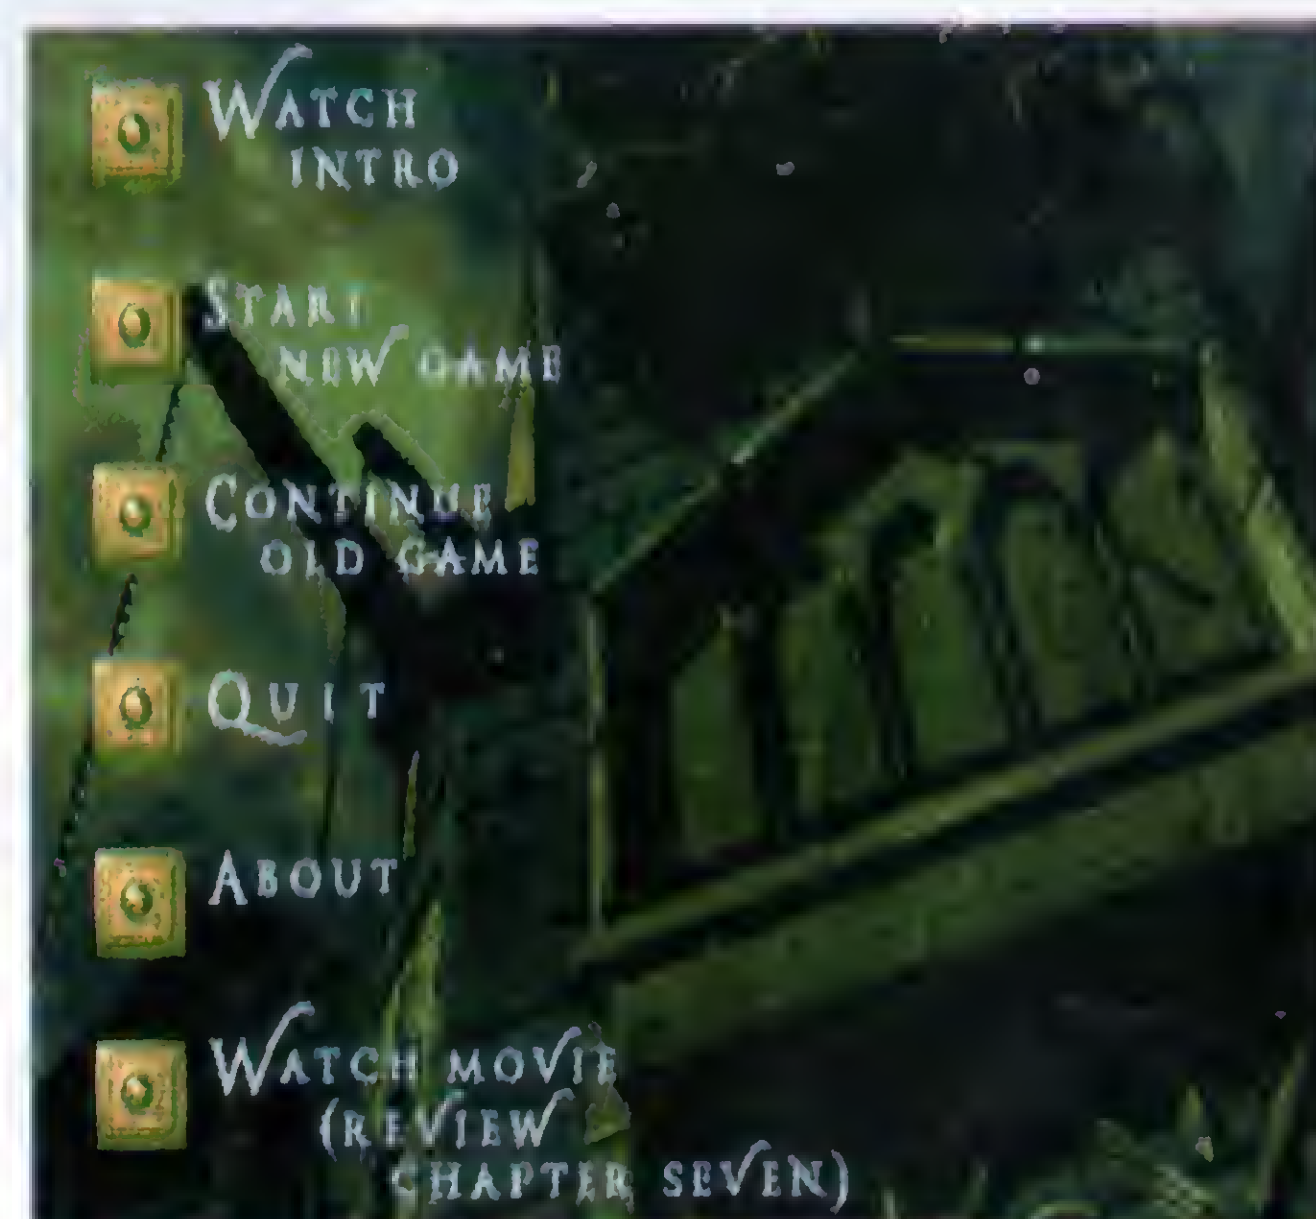 Watch
intro
Start
new game
Continue
old game
Quit
About
Watch movie
(review
chapter seven)